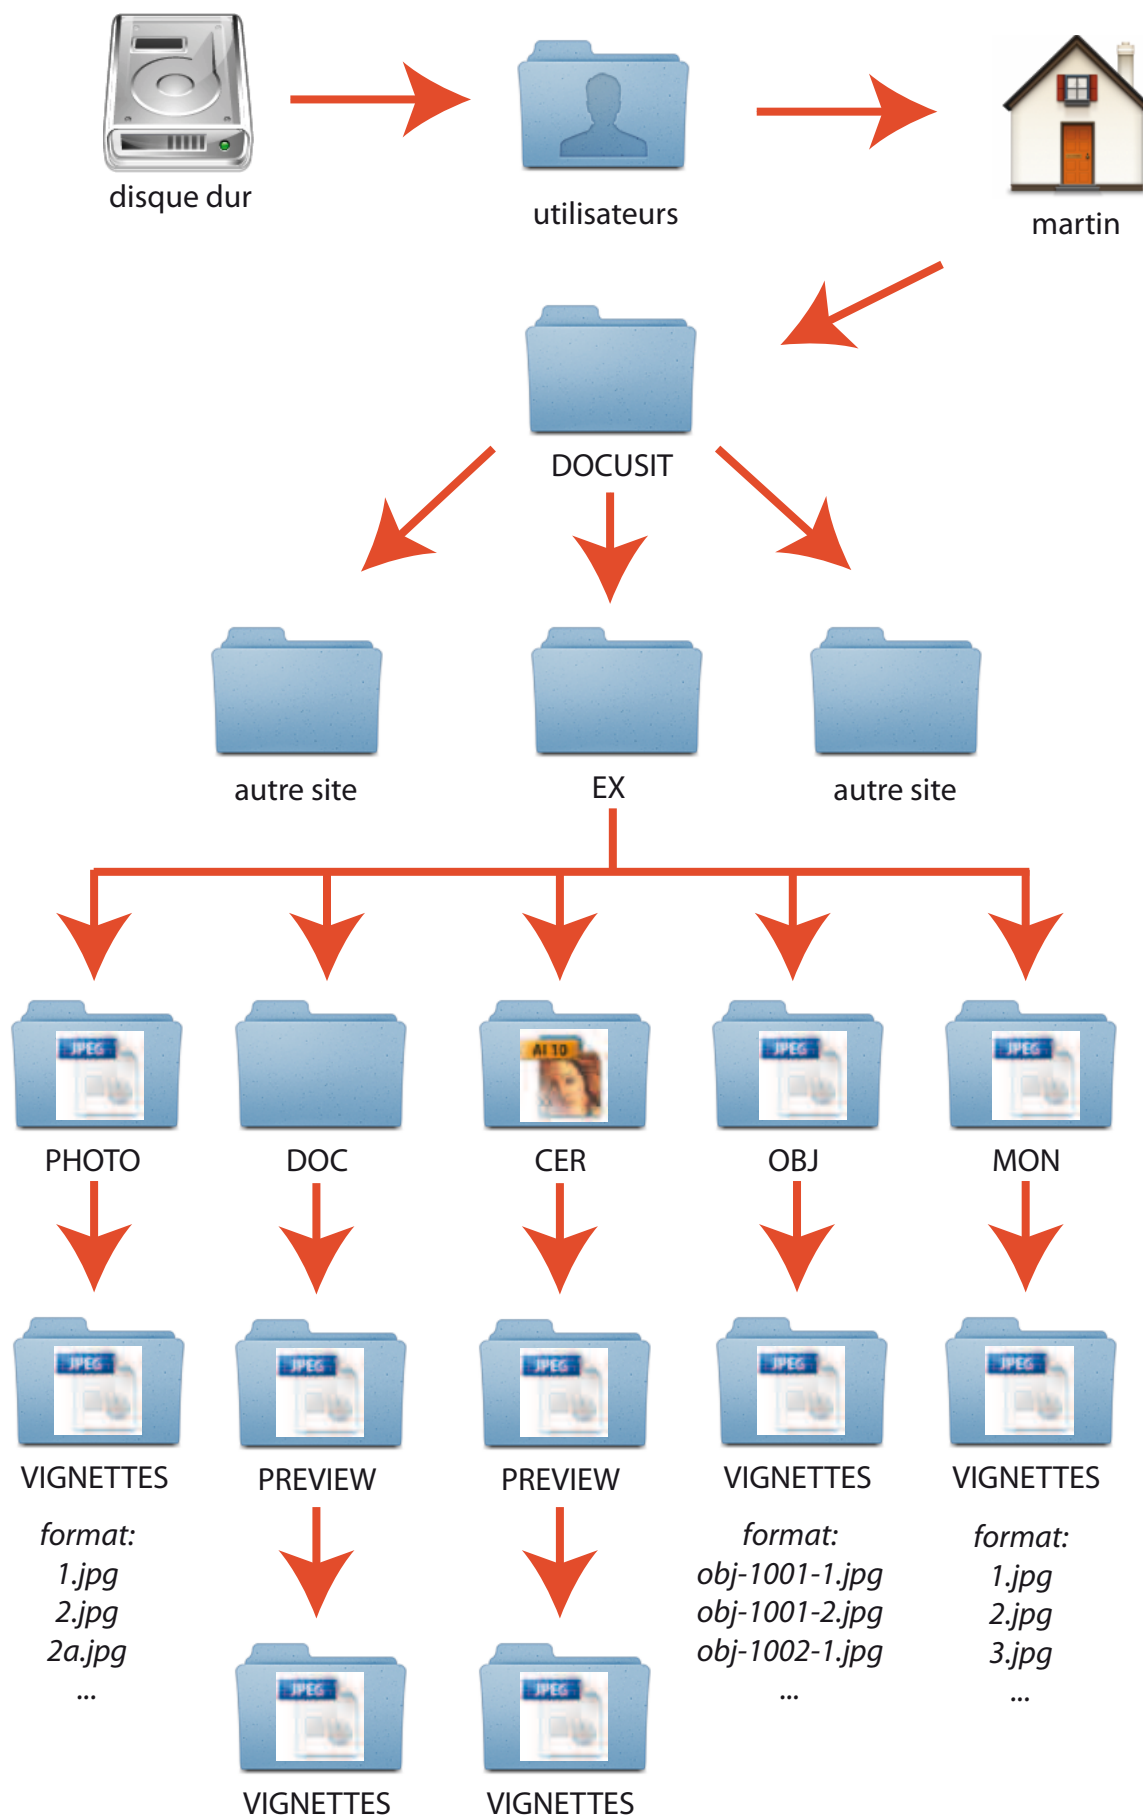 disque dur
utilisateurs
martin
DOCUSIT
autre site
EX
autre site
JPEG
AI 10
JPEG
JPEG
PHOTO
DOC
CER
OBJ
MON
JPEG
JPEG
JPEG
JPEG
JPEG
VIGNETTES
PREVIEW
PREVIEW
VIGNETTES
VIGNETTES
format:
1.jpg
2.jpg
2a.jpg
...
format:
obj-1001-1.jpg
obj-1001-2.jpg
obj-1002-1.jpg
...
format:
1.jpg
2.jpg
3.jpg
...
JPEG
JPEG
VIGNETTES
VIGNETTES